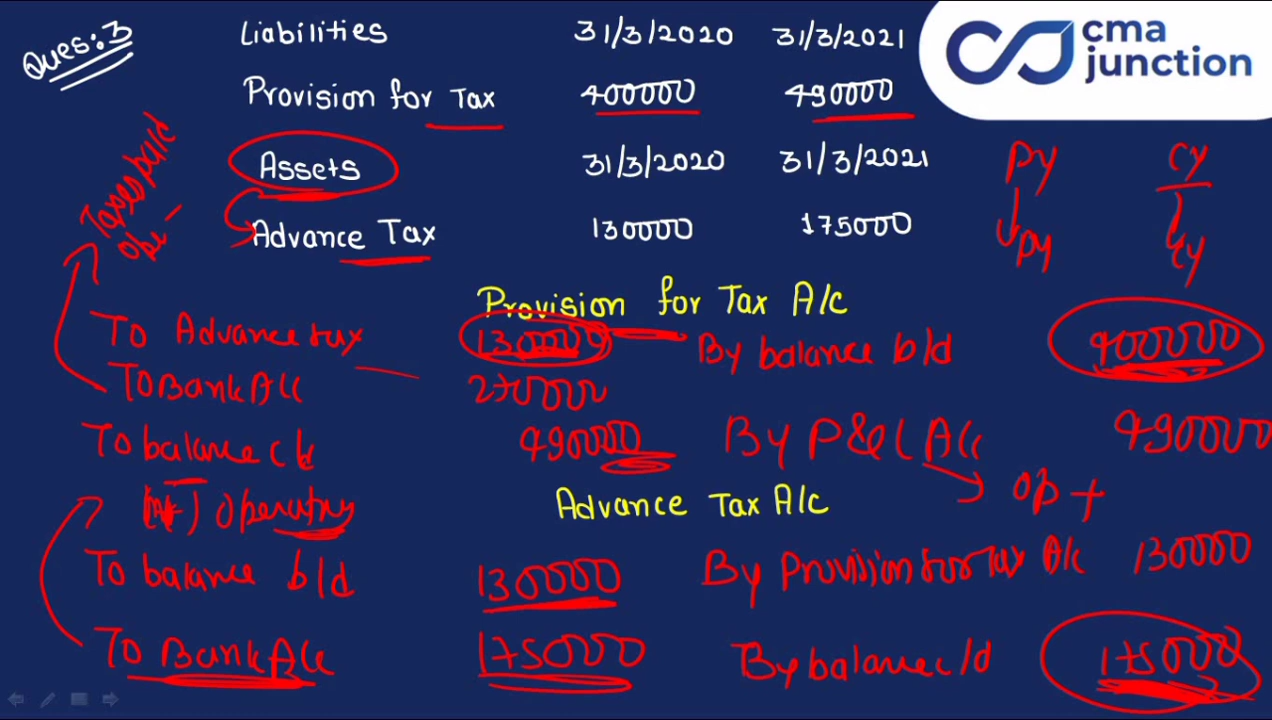 Ques:3
Liabilities 31/3/2020 31/3/2021
cma junction
Provision for Tax 400000 490000
Assets 31/3/2020 31/3/2021
PY CY
Taxes paid
Advance Tax 130000 175000
PY CY
Provision for Tax A/c
To Advance tax 130000 By balance b/d 400000
To Bank A/c 270000
To balance c/d 490000 By P&L A/c 490000
Operating Advance Tax A/c OP +
To balance b/d 130000 By Provision for Tax A/c 130000
To Bank A/c 175000 By balance c/d 175000